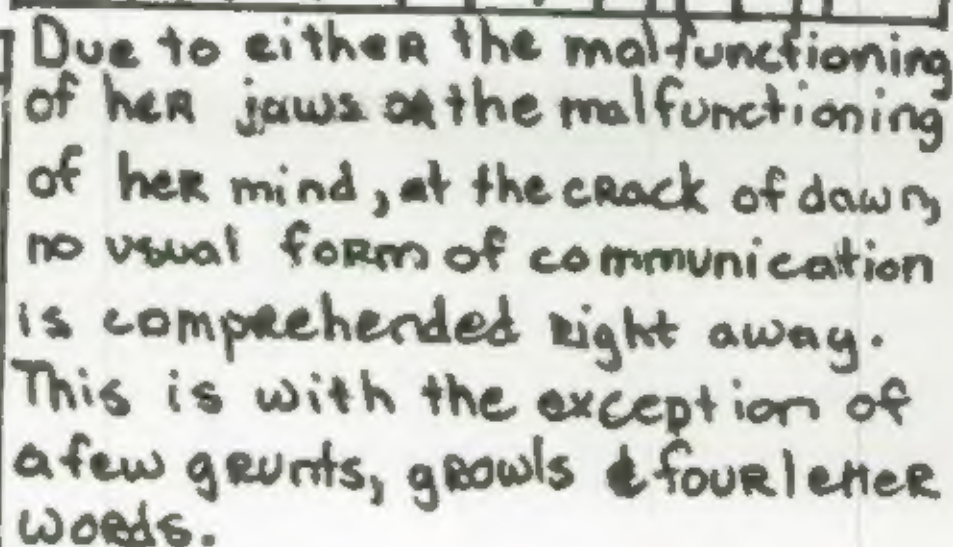 Due to either the malfunctioning
of her jaws or the malfunctioning
of her mind, at the crack of dawn,
no usual form of communication
is comprehended right away.
This is with the exception of
a few grunts, growls & four letter
words.